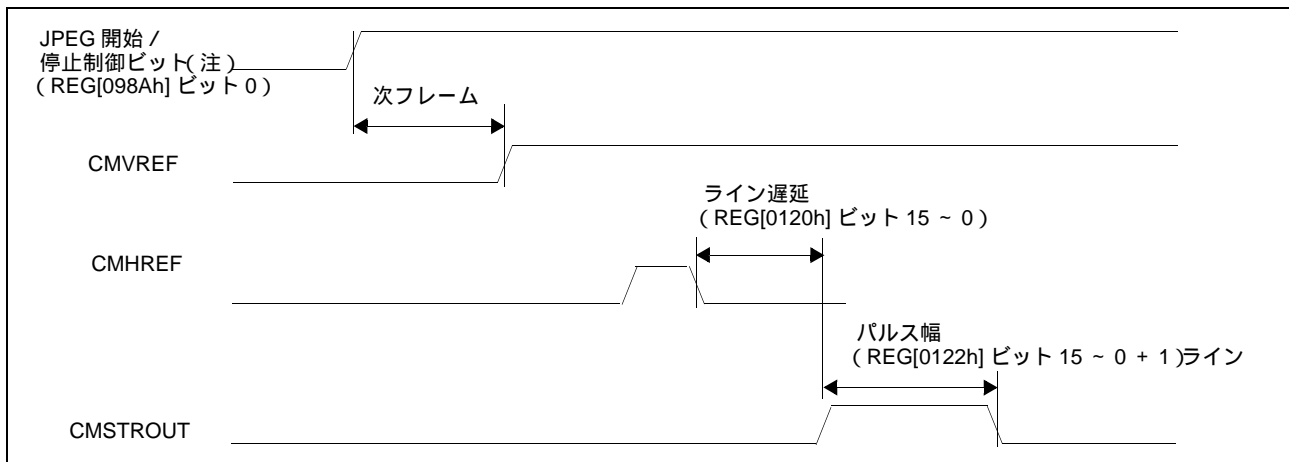 JPEG 開始 /
停止制御ビット(注)
( REG[098Ah] ビット 0 )
次フレーム
CMVREF
ライン遅延
( REG[0120h] ビット 15 ~ 0 )
CMHREF
パルス幅
( REG[0122h] ビット 15 ~ 0 + 1 )ライン
CMSTROUT